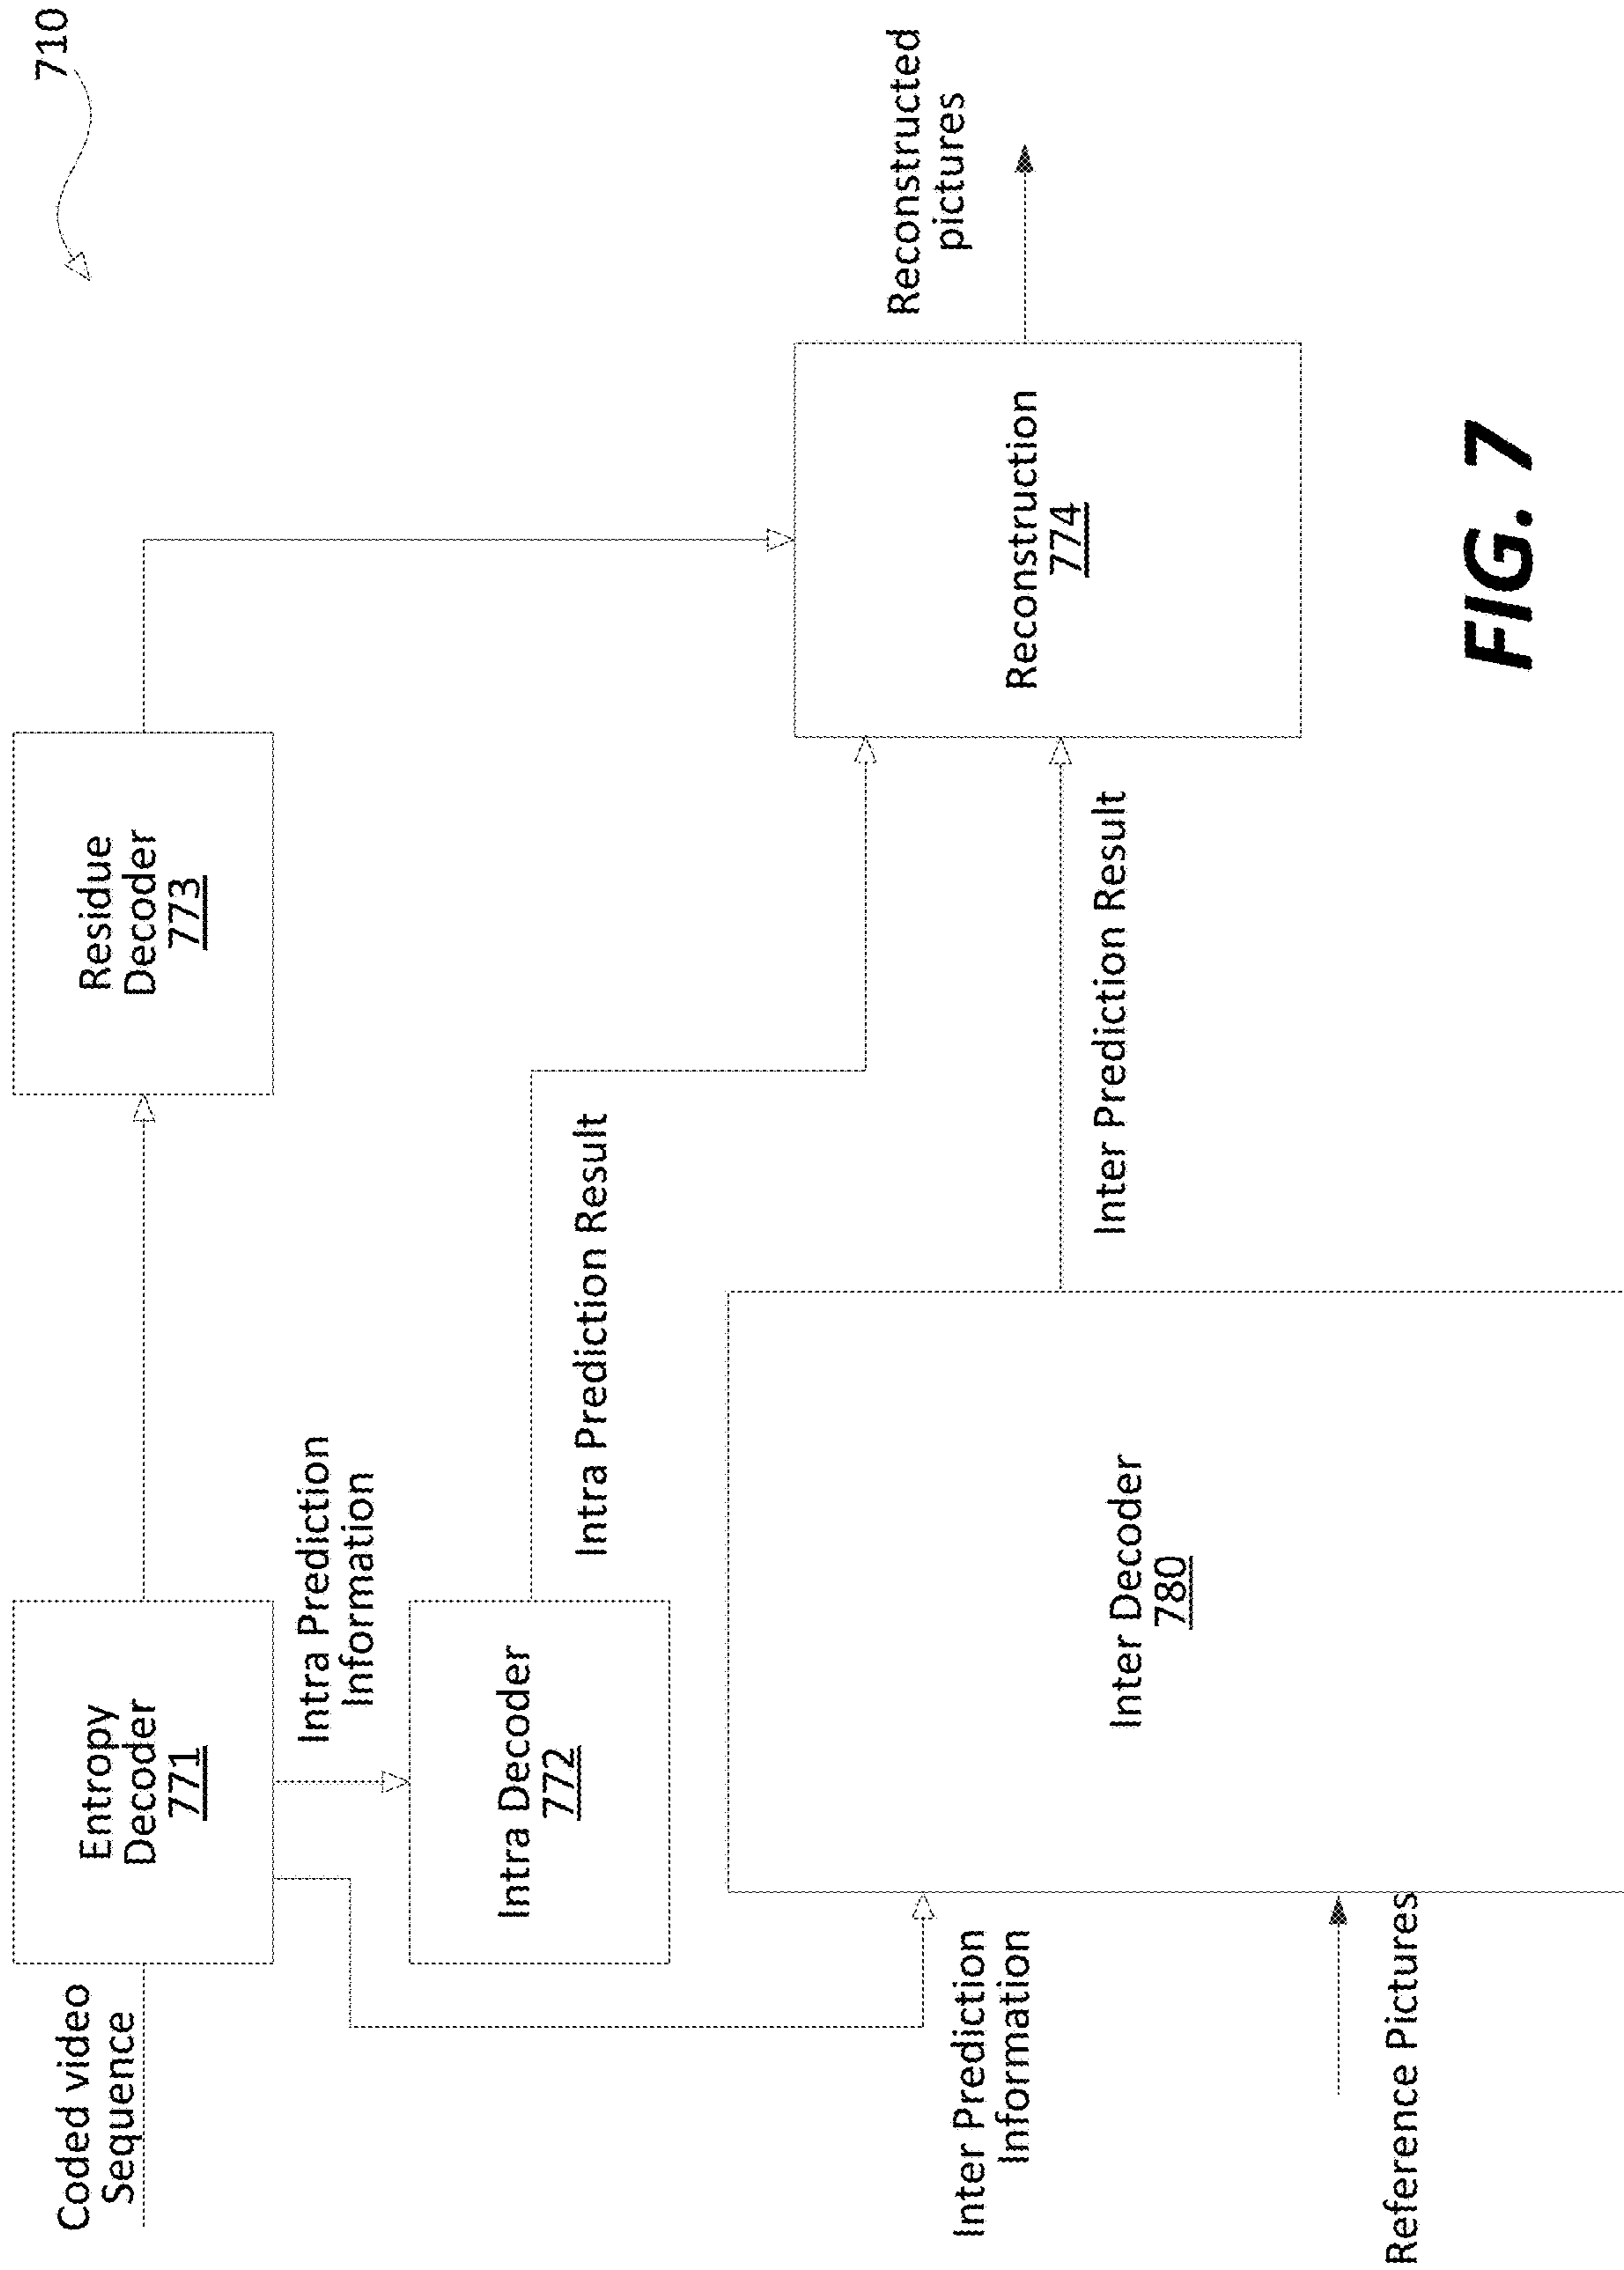 710
Coded video
Sequence
Entropy
Decoder
771
Residue
Decoder
773
Intra Prediction
Information
Intra Decoder
772
Intra Prediction Result
Reconstructed
pictures
Reconstruction
774
Inter Prediction
Information
Inter Decoder
780
Inter Prediction Result
Reference Pictures
FIG. 7